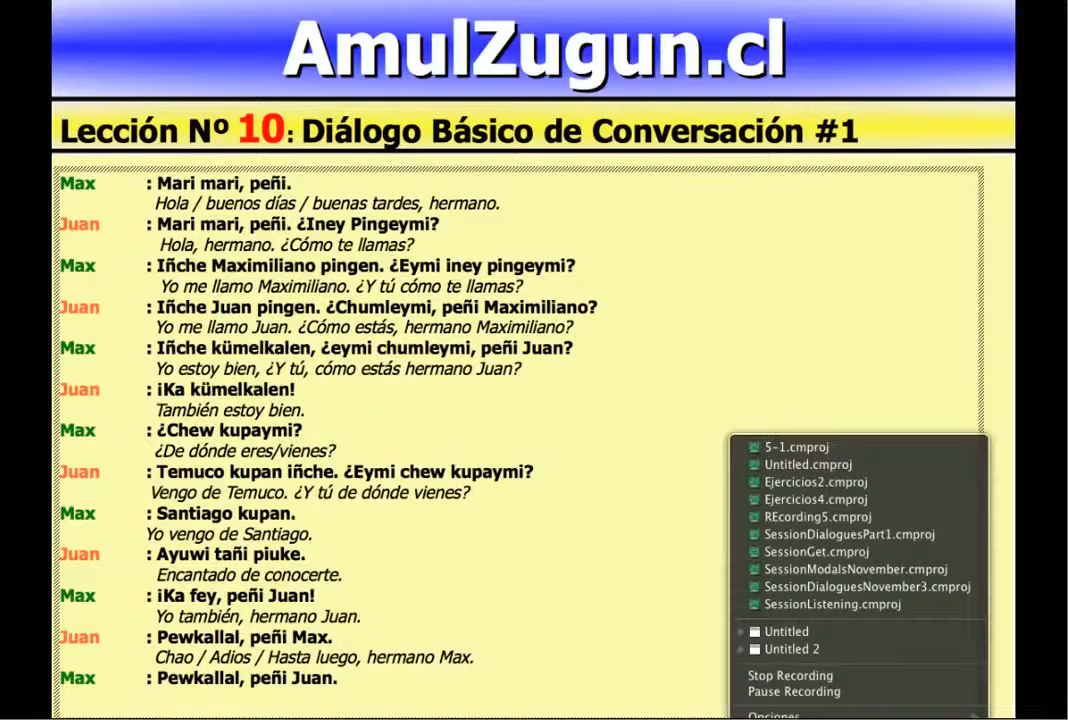 AmulZugun.cl
Lección Nº 10: Diálogo Básico de Conversación #1
Max : Mari mari, peñi.
Hola / buenos días / buenas tardes, hermano.
Juan : Mari mari, peñi. ¿Iney Pingeymi?
Hola, hermano. ¿Cómo te llamas?
Max : Iñche Maximiliano pingen. ¿Eymi iney pingeymi?
Yo me llamo Maximiliano. ¿Y tú cómo te llamas?
Juan : Iñche Juan pingen. ¿Chumleymi, peñi Maximiliano?
Yo me llamo Juan. ¿Cómo estás, hermano Maximiliano?
Max : Iñche kümelkalen, ¿eymi chumleymi, peñi Juan?
Yo estoy bien, ¿Y tú, cómo estás hermano Juan?
Juan : ¡Ka kümelkalen!
También estoy bien.
Max : ¿Chew kupaymi?
¿De dónde eres/vienes?
Juan : Temuco kupan iñche. ¿Eymi chew kupaymi?
Vengo de Temuco. ¿Y tú de dónde vienes?
Max : Santiago kupan.
Yo vengo de Santiago.
Juan : Ayuwi tañi piuke.
Encantado de conocerte.
Max : ¡Ka fey, peñi Juan!
Yo también, hermano Juan.
Juan : Pewkallal, peñi Max.
Chao / Adios / Hasta luego, hermano Max.
Max : Pewkallal, peñi Juan.
5-1.cmproj
Untitled.cmproj
Ejercicios2.cmproj
Ejercicios4.cmproj
REcording5.cmproj
SessionDialoguesPart1.cmproj
SessionGet.cmproj
SessionModalsNovember.cmproj
SessionDialoguesNovember3.cmproj
SessionListening.cmproj
Untitled
Untitled 2
Stop Recording
Pause Recording
Opciones